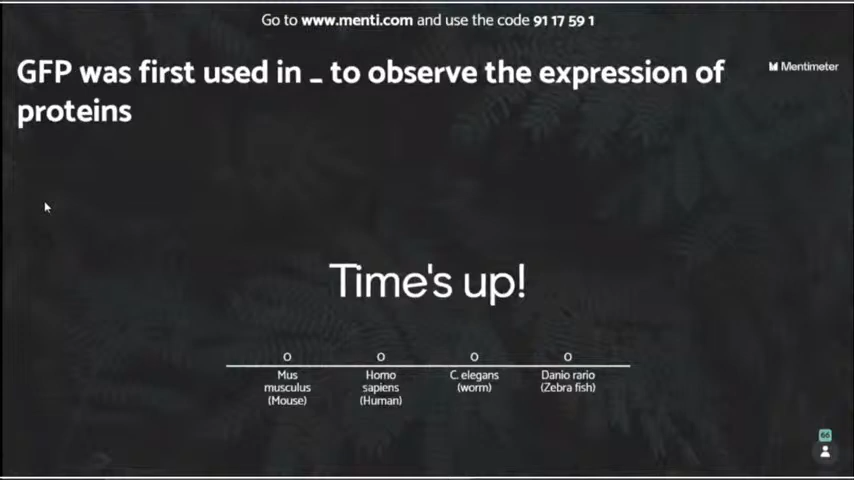 Go to www.menti.com and use the code 91 17 59 1
GFP was first used in _ to observe the expression of
proteins
Mentimeter
Time's up!
0 0 0 0
Mus Homo C. elegans Danio rario
musculus sapiens (worm) (Zebra fish)
(Mouse) (Human)
66